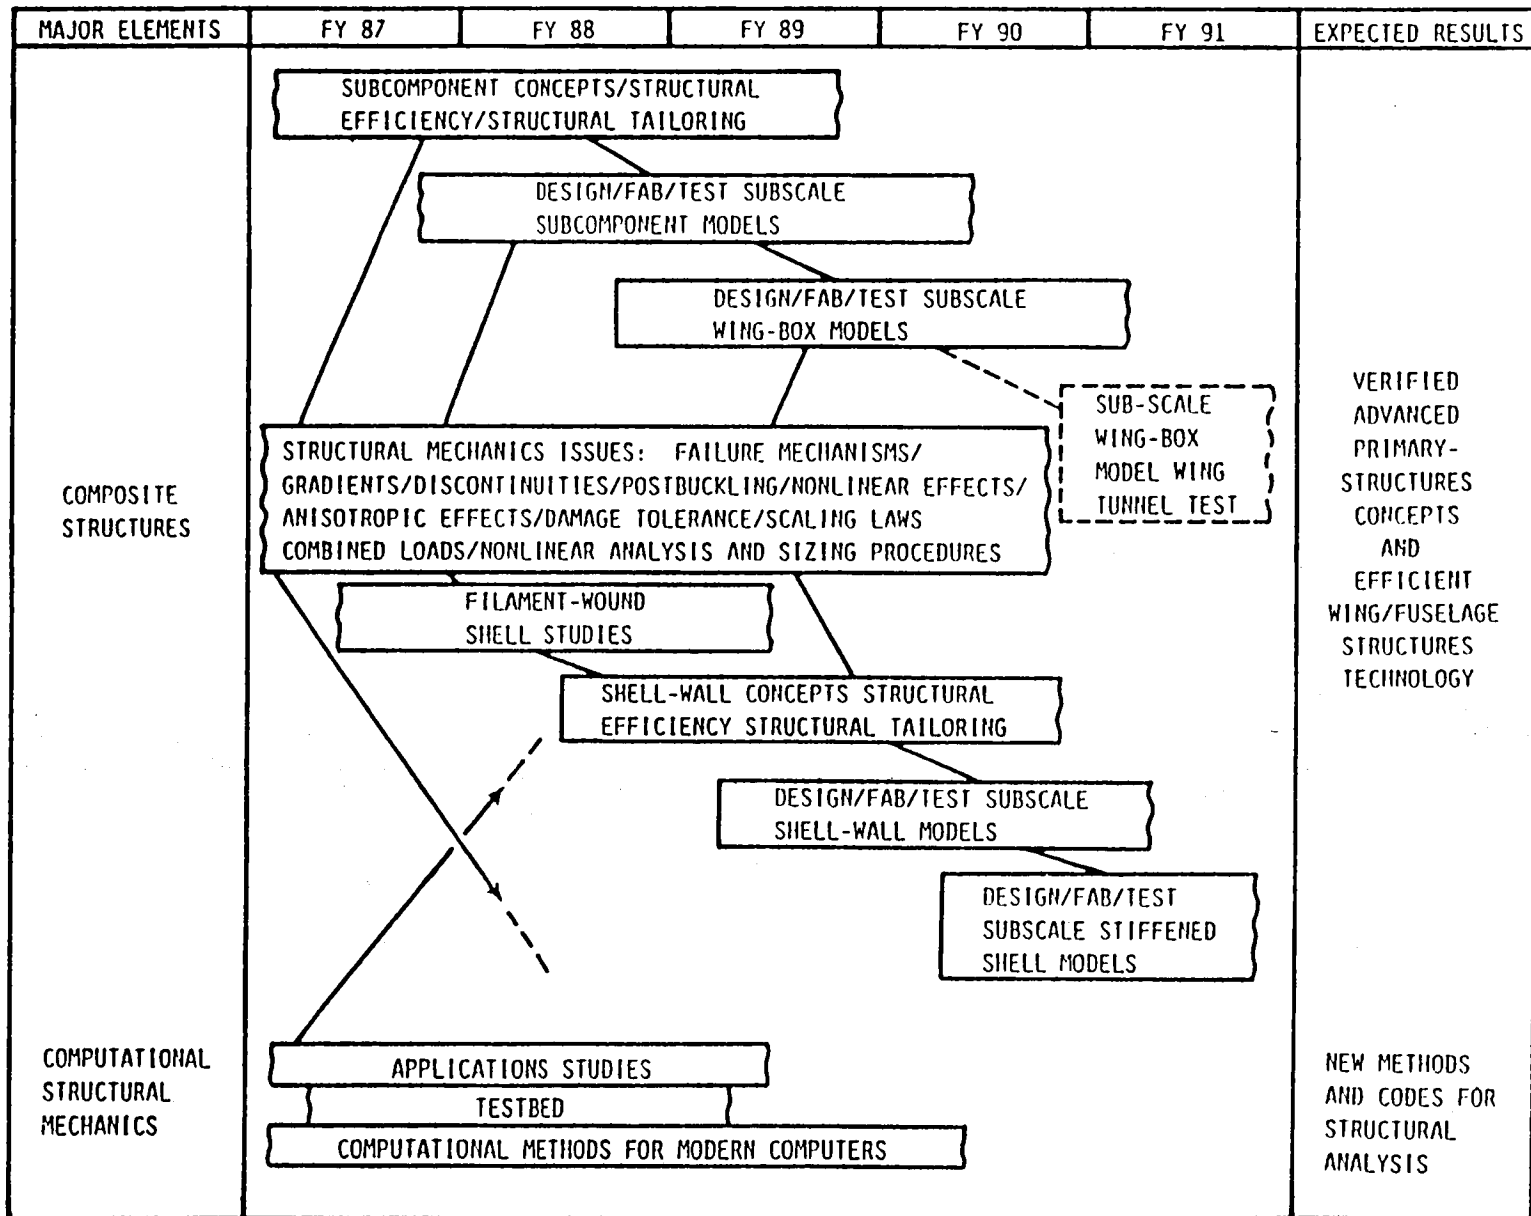 MAJOR ELEMENTS
FY 87
FY 88
FY 89
FY 90
FY 91
EXPECTED RESULTS
SUBCOMPONENT CONCEPTS/STRUCTURAL
EFFICIENCY/STRUCTURAL TAILORING
DESIGN/FAB/TEST SUBSCALE
SUBCOMPONENT MODELS
DESIGN/FAB/TEST SUBSCALE
WING-BOX MODELS
SUB-SCALE
WING-BOX
MODEL WING
TUNNEL TEST
COMPOSITE
STRUCTURES
STRUCTURAL MECHANICS ISSUES: FAILURE MECHANISMS/
GRADIENTS/DISCONTINUITIES/POSTBUCKLING/NONLINEAR EFFECTS/
ANISOTROPIC EFFECTS/DAMAGE TOLERANCE/SCALING LAWS
COMBINED LOADS/NONLINEAR ANALYSIS AND SIZING PROCEDURES
FILAMENT-WOUND
SHELL STUDIES
SHELL-WALL CONCEPTS STRUCTURAL
EFFICIENCY STRUCTURAL TAILORING
DESIGN/FAB/TEST SUBSCALE
SHELL-WALL MODELS
DESIGN/FAB/TEST
SUBSCALE STIFFENED
SHELL MODELS
VERIFIED
ADVANCED
PRIMARY-
STRUCTURES
CONCEPTS
AND
EFFICIENT
WING/FUSELAGE
STRUCTURES
TECHNOLOGY
COMPUTATIONAL
STRUCTURAL
MECHANICS
APPLICATIONS STUDIES
TESTBED
COMPUTATIONAL METHODS FOR MODERN COMPUTERS
NEW METHODS
AND CODES FOR
STRUCTURAL
ANALYSIS